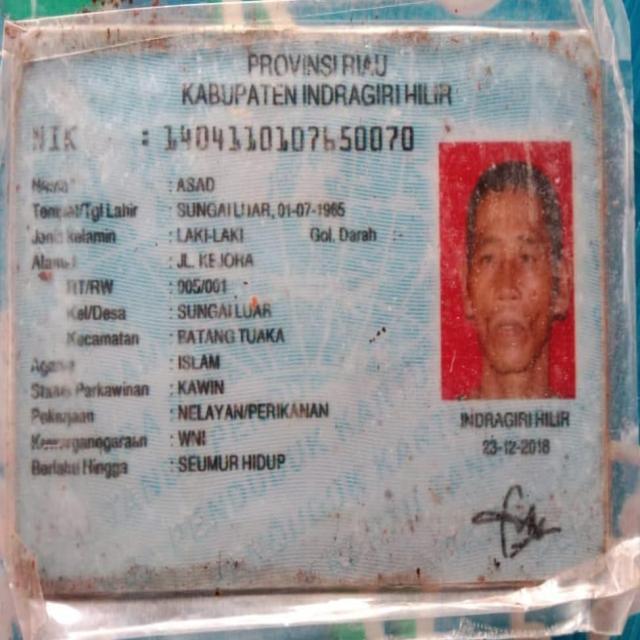 PROVINSI RIAU
KABUPATEN INDRAGIRI HILIR
NIK : 1404110107650070
Nama : ASAD
Tempat/Tgl Lahir : SUNGAI LUAR, 01-07-1965
Jenis Kelamin : LAKI-LAKI Gol. Darah :
Alamat : JL. KEJORA
RT/RW : 005/001
Kel/Desa : SUNGAI LUAR
Kecamatan : BATANG TUAKA
Agama : ISLAM
Status Perkawinan : KAWIN
Pekerjaan : NELAYAN/PERIKANAN
Kewarganegaraan : WNI
Berlaku Hingga : SEUMUR HIDUP
INDRAGIRI HILIR
23-12-2018